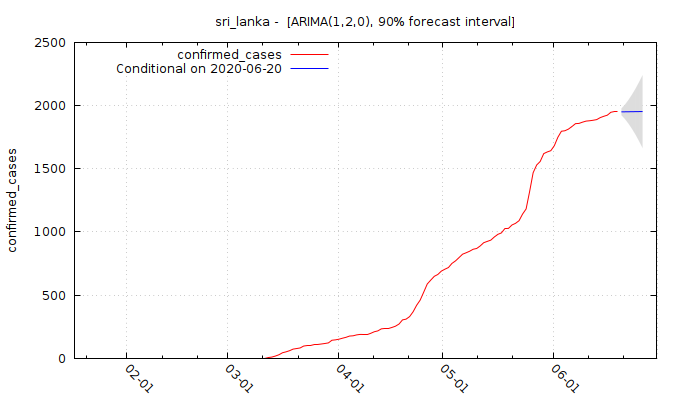 sri_lanka -  [ARIMA(1,2,0), 90% forecast interval]
confirmed_cases
Conditional on 2020-06-20
confirmed_cases
2500
2000
1500
1000
500
0
02-01
03-01
04-01
05-01
06-01